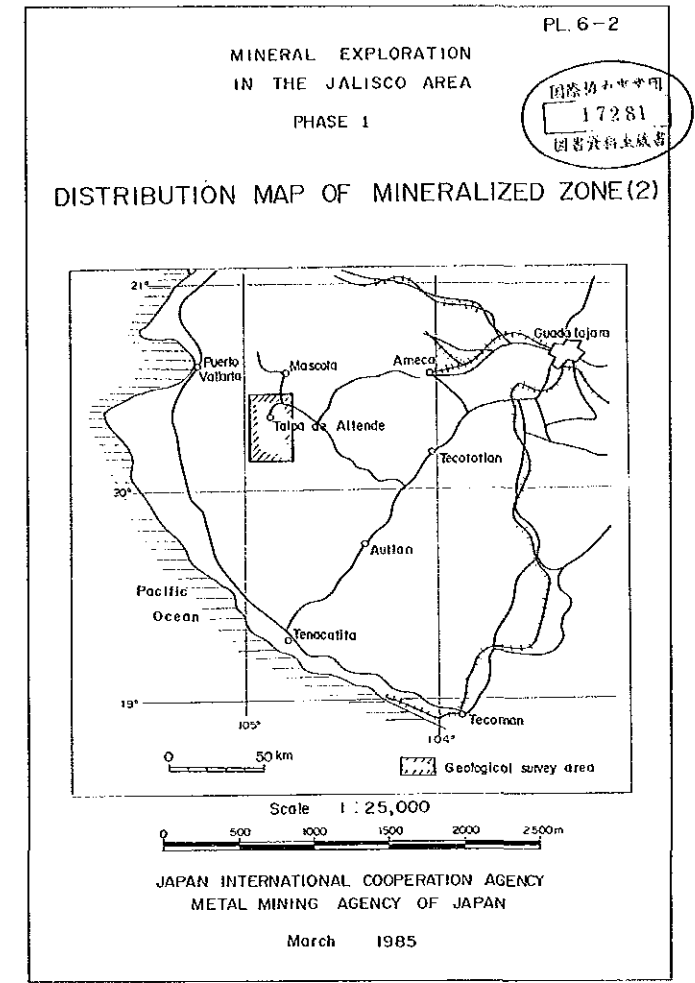 PL. 6-2
MINERAL EXPLORATION
IN THE JALISCO AREA
PHASE 1
17281
DISTRIBUTION MAP OF MINERALIZED ZONE(2)
21°
Guadalajara
Puerto
Vallarta
Mascota
Ameca
Talpa de Allende
Tecototlan
20°
Autlan
Pacific
Ocean
Tenacatita
19°
105°
104°
Tecoman
0 50 km
Geological survey area
Scale 1:25,000
0 500 1000 1500 2000 2500m
JAPAN INTERNATIONAL COOPERATION AGENCY
METAL MINING AGENCY OF JAPAN
March 1985